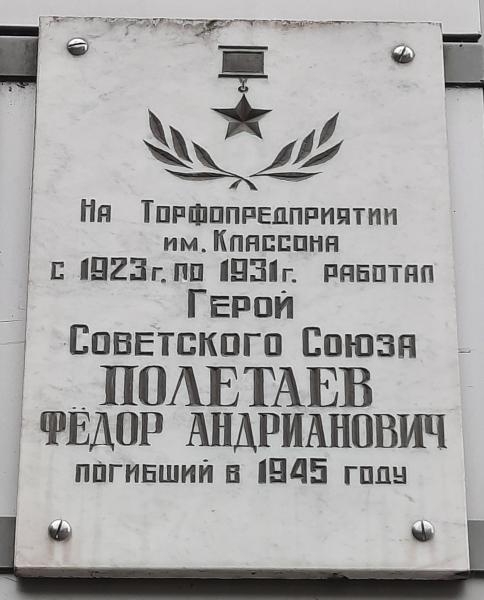 На Торфопредприятии
им. Классона
с 1923 г. по 1931 г. работал
Герой
Советского Союза
ПОЛЕТАЕВ
ФЁДОР АНДРИАНОВИЧ
погибший в 1945 году